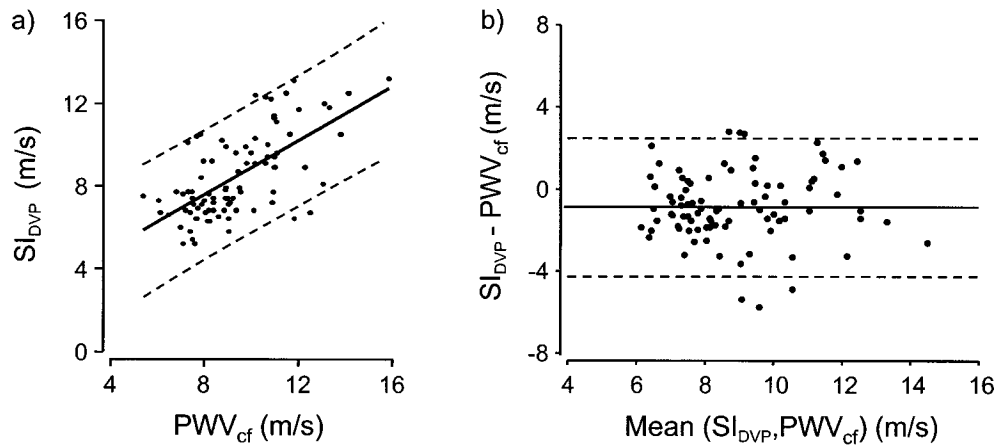 a)
16
12
8
4
0
SI_DVP (m/s)
4 8 12 16
PWV_cf (m/s)
b)
8
4
0
-4
-8
SI_DVP - PWV_cf (m/s)
4 6 8 10 12 14 16
Mean (SI_DVP,PWV_cf) (m/s)